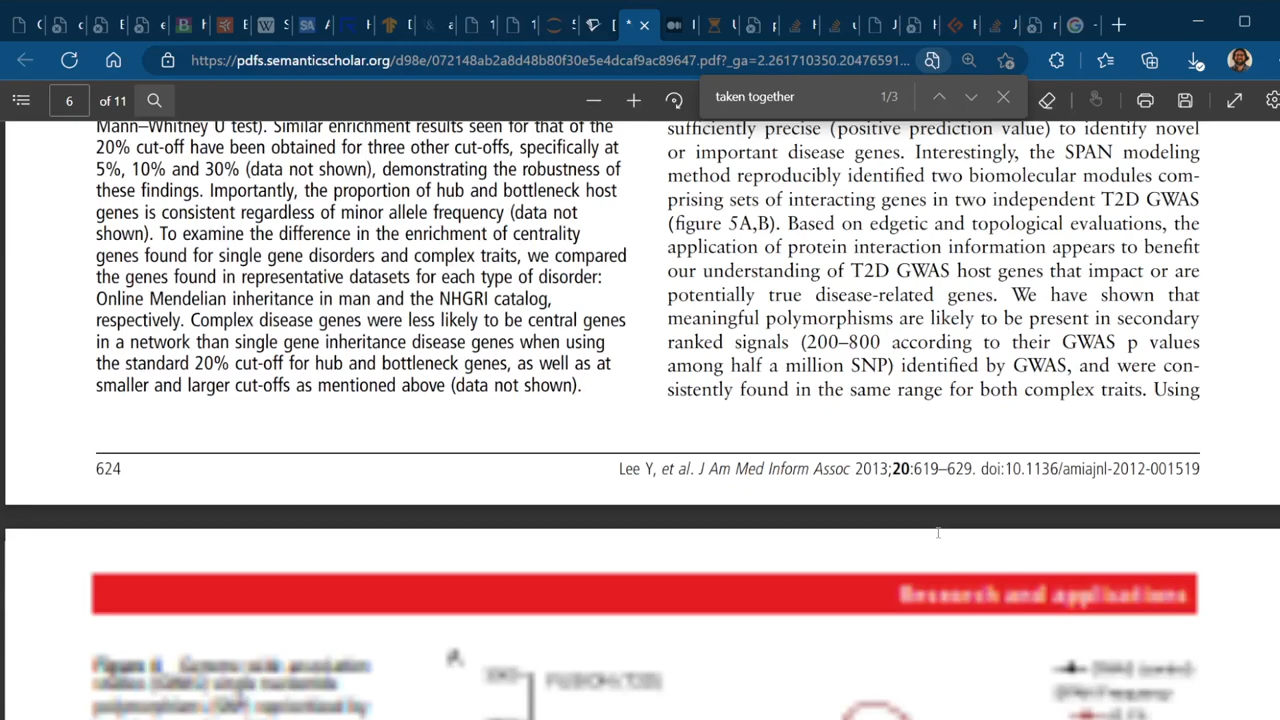 https://pdfs.semanticscholar.org/d98e/072148ab2a8d48b80f30e5e4dcaf9ac89647.pdf?_ga=2.261710350.20476591...
6 of 11
taken together 1/3
Mann–Whitney U test). Similar enrichment results seen for that of the
20% cut-off have been obtained for three other cut-offs, specifically at
5%, 10% and 30% (data not shown), demonstrating the robustness of
these findings. Importantly, the proportion of hub and bottleneck host
genes is consistent regardless of minor allele frequency (data not
shown). To examine the difference in the enrichment of centrality
genes found for single gene disorders and complex traits, we compared
the genes found in representative datasets for each type of disorder:
Online Mendelian inheritance in man and the NHGRI catalog,
respectively. Complex disease genes were less likely to be central genes
in a network than single gene inheritance disease genes when using
the standard 20% cut-off for hub and bottleneck genes, as well as at
smaller and larger cut-offs as mentioned above (data not shown).
sufficiently precise (positive prediction value) to identify novel
or important disease genes. Interestingly, the SPAN modeling
method reproducibly identified two biomolecular modules com-
prising sets of interacting genes in two independent T2D GWAS
(figure 5A,B). Based on edgetic and topological evaluations, the
application of protein interaction information appears to benefit
our understanding of T2D GWAS host genes that impact or are
potentially true disease-related genes. We have shown that
meaningful polymorphisms are likely to be present in secondary
ranked signals (200–800 according to their GWAS p values
among half a million SNP) identified by GWAS, and were con-
sistently found in the same range for both complex traits. Using
624
Lee Y, et al. J Am Med Inform Assoc 2013;20:619–629. doi:10.1136/amiajnl-2012-001519
Research and applications